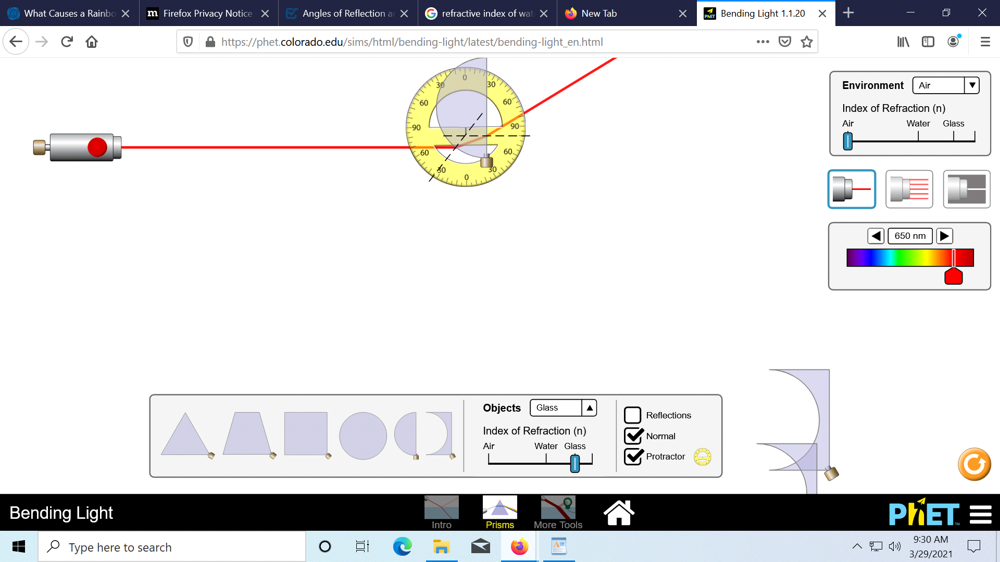 What Causes a Rainbo
Firefox Privacy Notice
Angles of Reflection a
refractive index of wat
New Tab
Bending Light 1.1.20
https://phet.colorado.edu/sims/html/bending-light/latest/bending-light_en.html
Environment Air
Index of Refraction (n)
Air Water Glass
0
30 30
60 60
90 90
60 60
30 30
0
650 nm
Objects Glass
Index of Refraction (n)
Air Water Glass
Reflections
Normal
Protractor
Bending Light
Intro
Prisms
More Tools
PhET
Type here to search
9:30 AM
3/29/2021